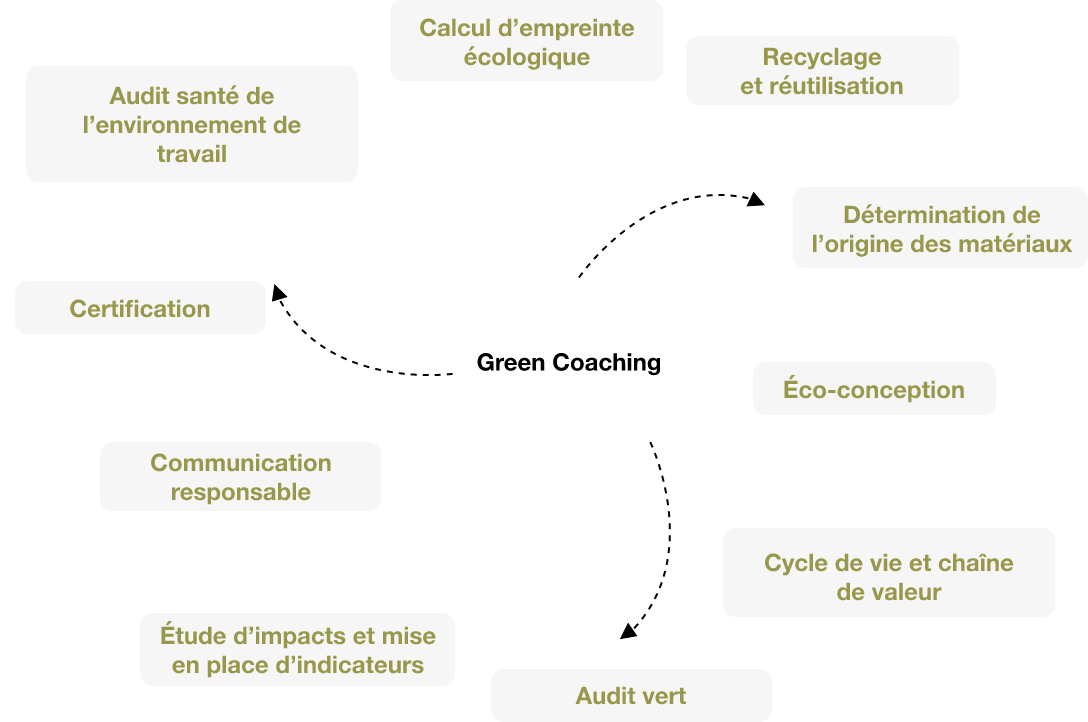 Calcul d’empreinte
écologique
Recyclage
et réutilisation
Audit santé de
l’environnement de
travail
Détermination de
l’origine des matériaux
Certification
Green Coaching
Éco-conception
Communication
responsable
Cycle de vie et chaîne
de valeur
Étude d’impacts et mise
en place d’indicateurs
Audit vert